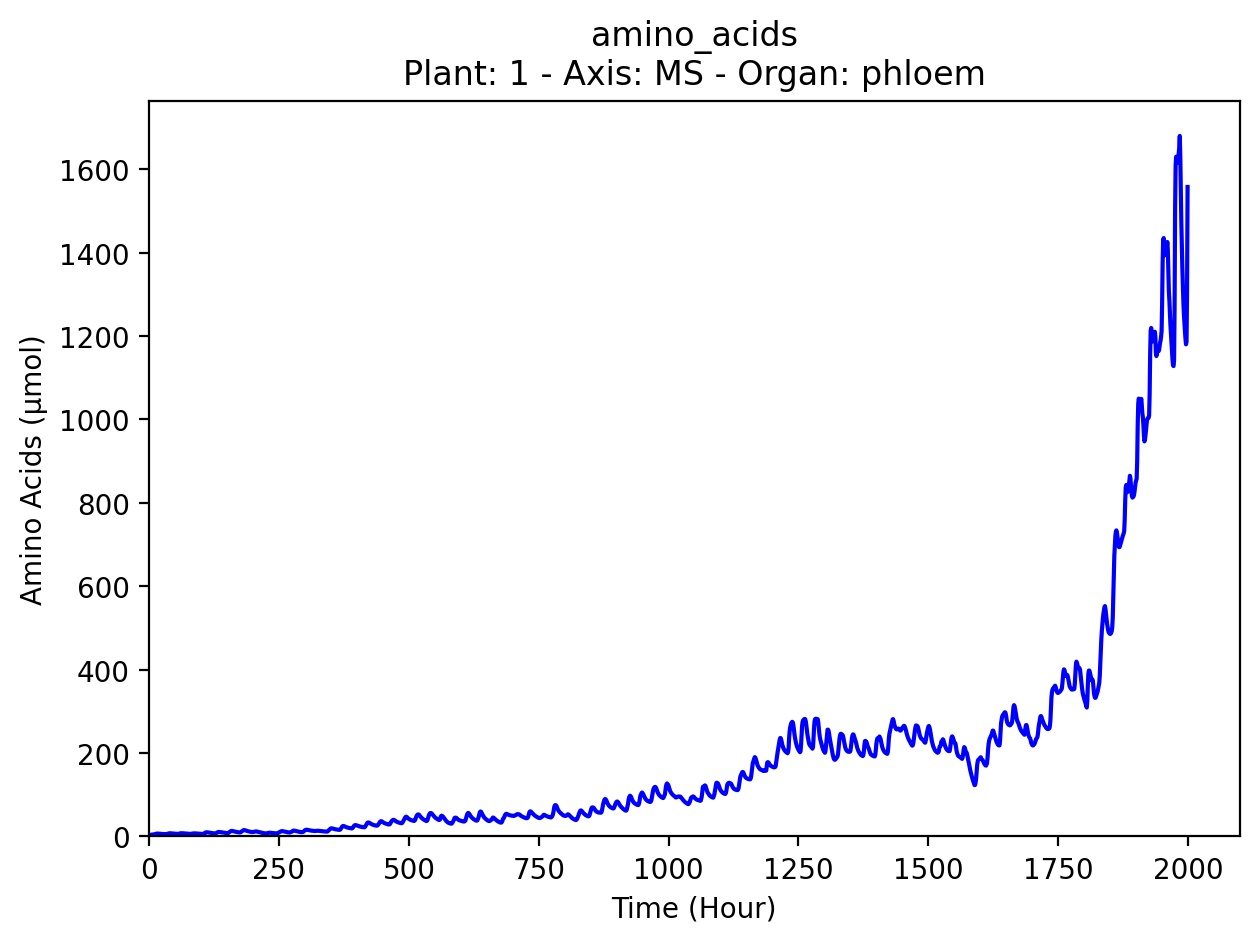 amino_acids
Plant: 1 - Axis: MS - Organ: phloem
1600
1400
1200
1000
800
600
400
200
0
Amino Acids (µmol)
0 250 500 750 1000 1250 1500 1750 2000
Time (Hour)